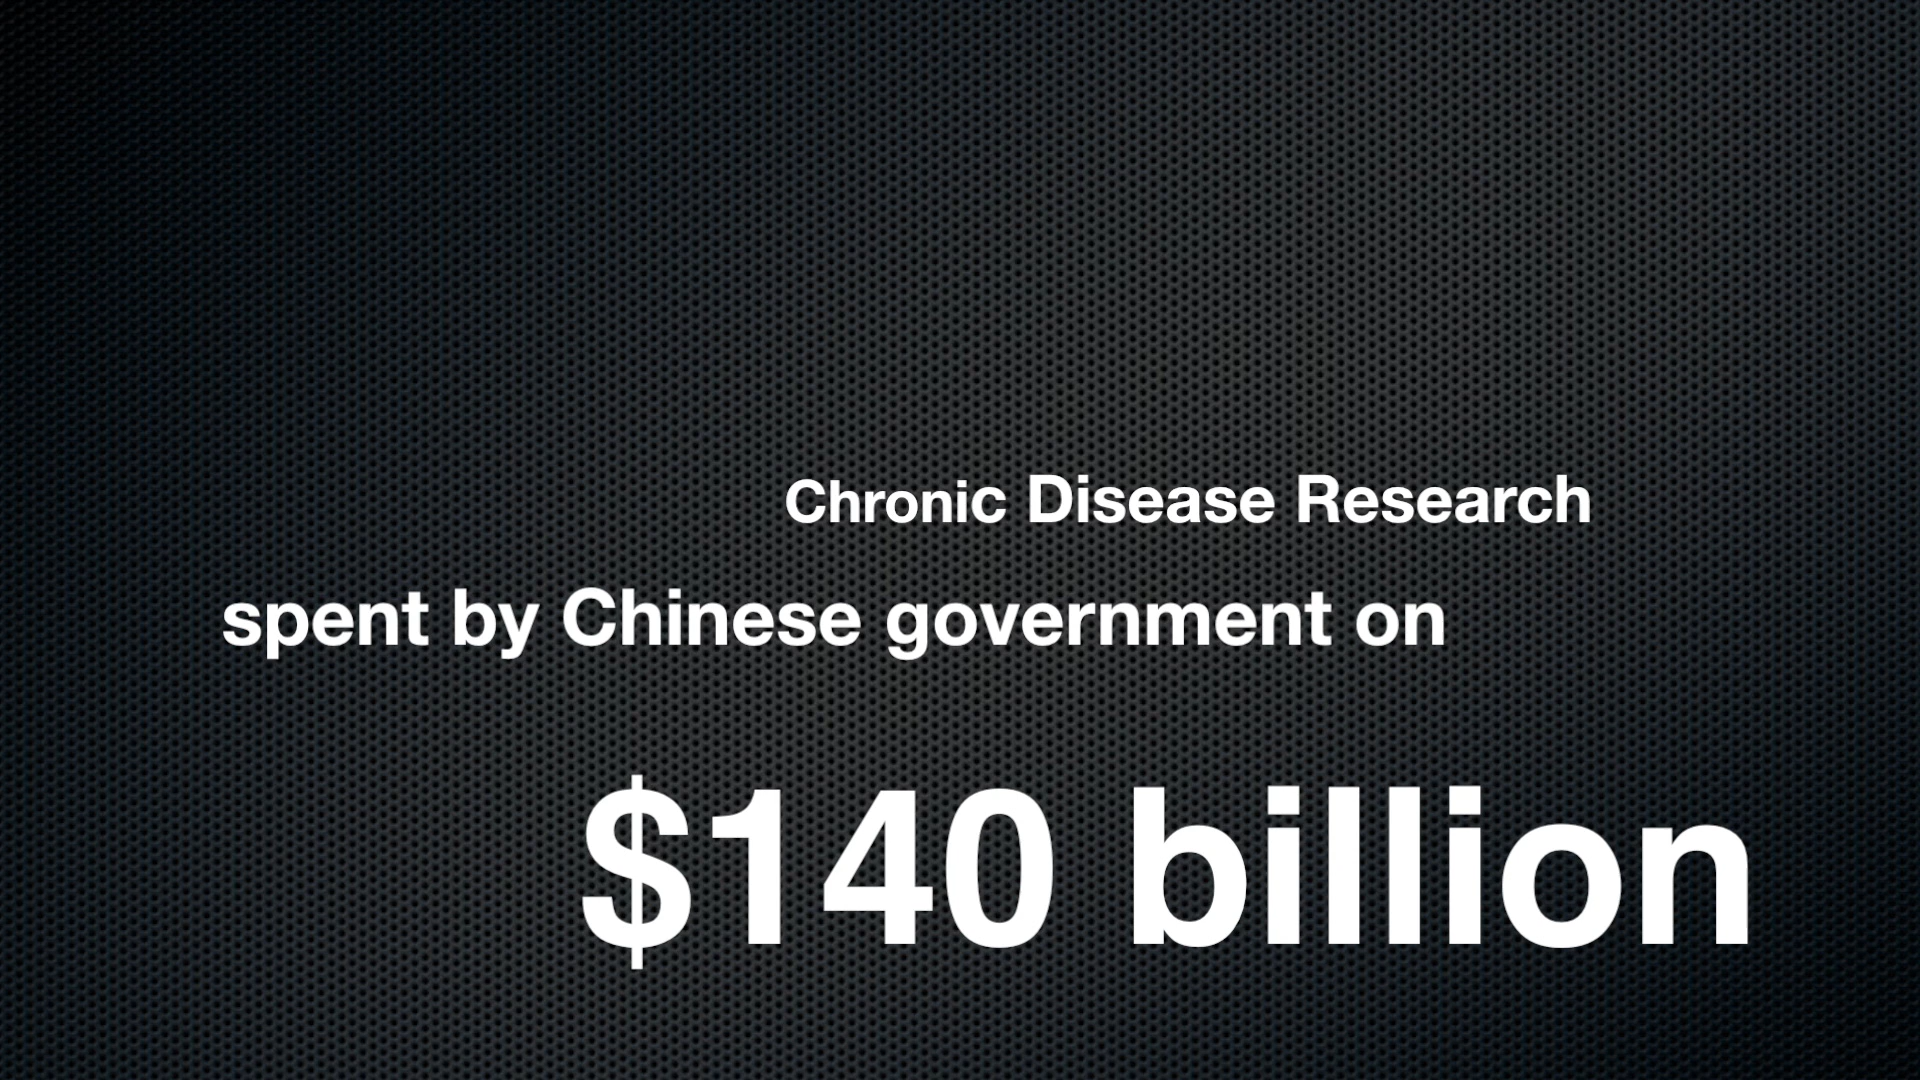 Chronic Disease Research
spent by Chinese government on
$140 billion